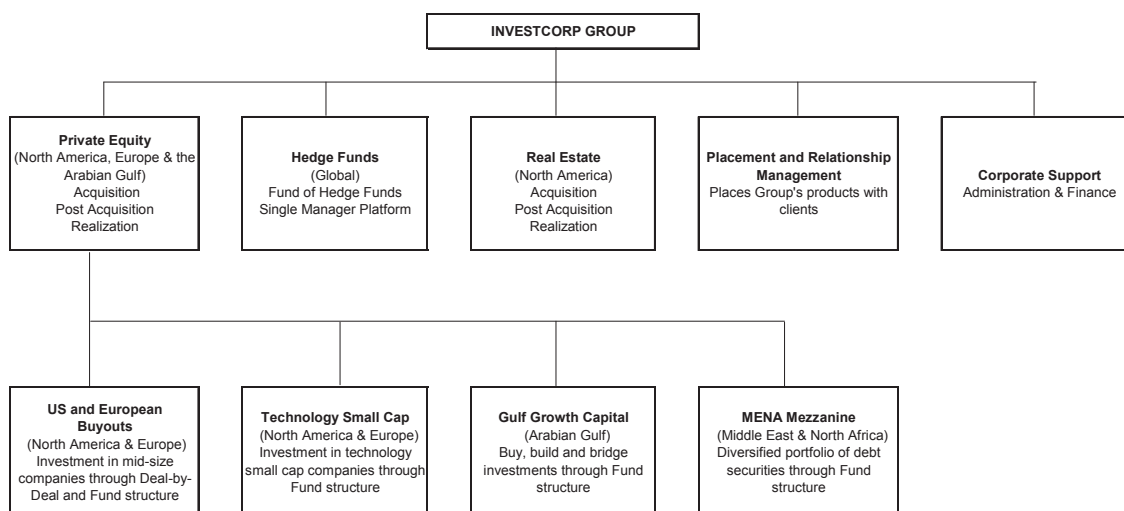 INVESTCORP GROUP
Private Equity
(North America, Europe & the
Arabian Gulf)
Acquisition
Post Acquisition
Realization
Hedge Funds
(Global)
Fund of Hedge Funds
Single Manager Platform
Real Estate
(North America)
Acquisition
Post Acquisition
Realization
Placement and Relationship
Management
Places Group's products with
clients
Corporate Support
Administration & Finance
US and European
Buyouts
(North America & Europe)
Investment in mid-size
companies through Deal-by-
Deal and Fund structure
Technology Small Cap
(North America & Europe)
Investment in technology
small cap companies through
Fund structure
Gulf Growth Capital
(Arabian Gulf)
Buy, build and bridge
investments through Fund
structure
MENA Mezzanine
(Middle East & North Africa)
Diversified portfolio of debt
securities through Fund
structure